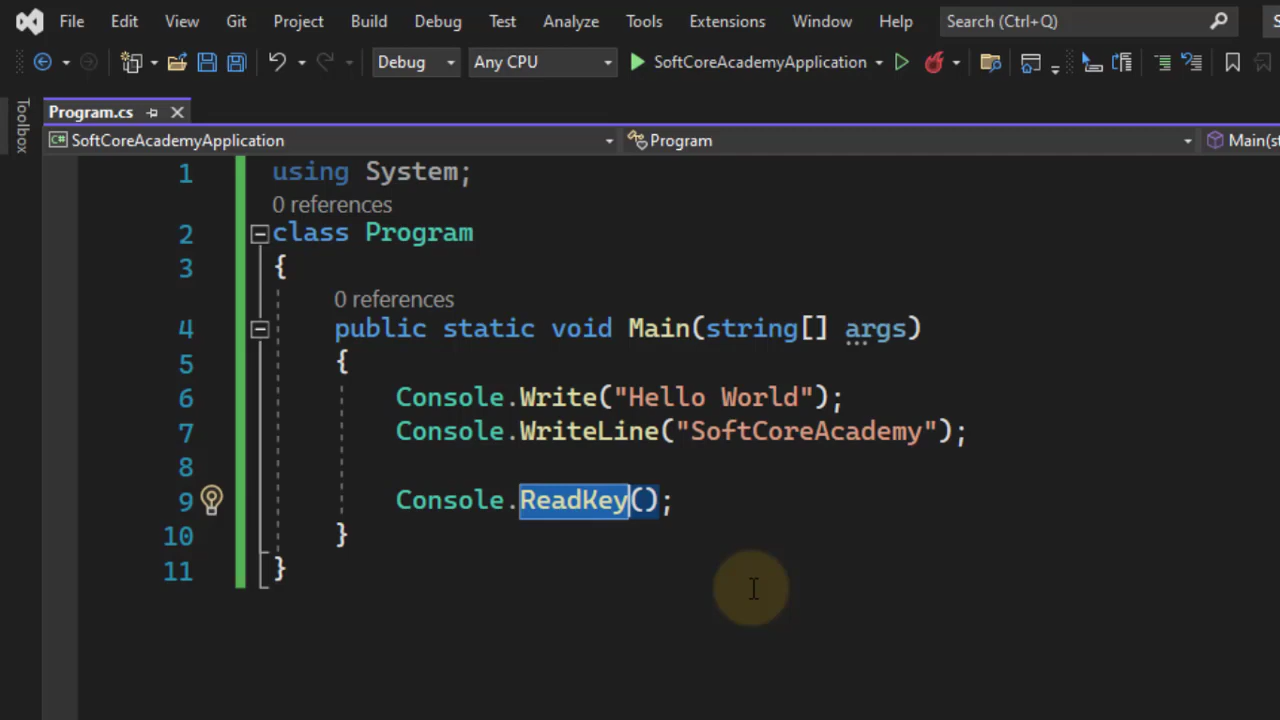 File Edit View Git Project Build Debug Test Analyze Tools Extensions Window Help Search (Ctrl+Q)
Debug Any CPU SoftCoreAcademyApplication
Toolbox
Program.cs
C# SoftCoreAcademyApplication Program Main(st
1 using System;
0 references
2 class Program
3 {
0 references
4 public static void Main(string[] args)
5 {
6 Console.Write("Hello World");
7 Console.WriteLine("SoftCoreAcademy");
8
9 Console.ReadKey();
10 }
11 }